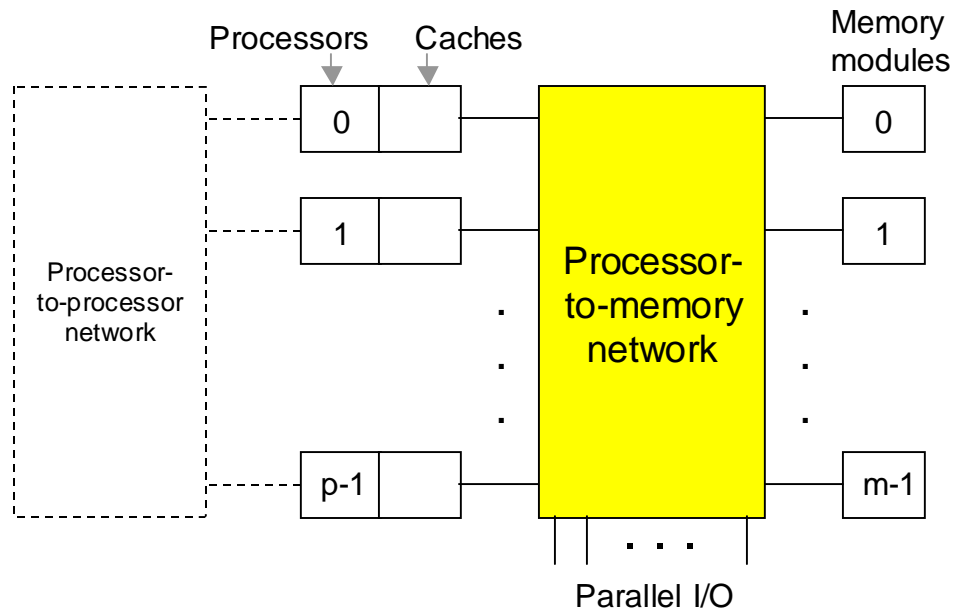 Processors
Caches
Memory
modules
0
0
1
1
Processor-
to-processor
network
Processor-
to-memory
network
.
.
.
.
.
.
p-1
m-1
. . .
Parallel I/O